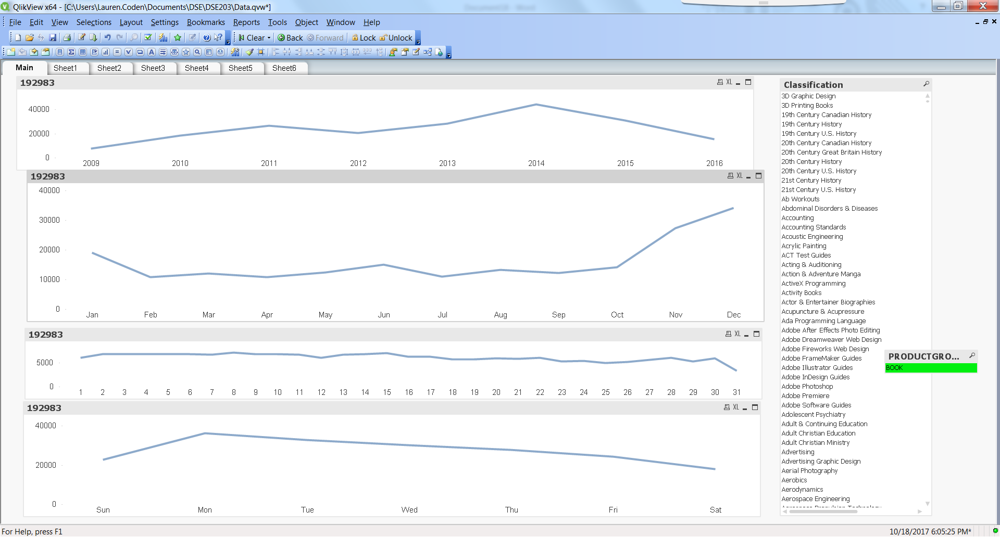 QlikView x64 - [C:\Users\Lauren.Coden\Documents\DSE\DSE203\Data.qvw*]
File Edit View Selections Layout Settings Bookmarks Reports Tools Object Window Help
Clear Back Forward Lock Unlock
Main Sheet1 Sheet2 Sheet3 Sheet4 Sheet5 Sheet6
192983 XL
40000
20000
0
2009 2010 2011 2012 2013 2014 2015 2016
192983 XL
40000
30000
20000
10000
0
Jan Feb Mar Apr May Jun Jul Aug Sep Oct Nov Dec
192983 XL
5000
0
1 2 3 4 5 6 7 8 9 10 11 12 13 14 15 16 17 18 19 20 21 22 23 24 25 26 27 28 29 30 31
192983 XL
40000
20000
0
Sun Mon Tue Wed Thu Fri Sat
Classification
3D Graphic Design
3D Printing Books
19th Century Canadian History
19th Century History
19th Century U.S. History
20th Century Canadian History
20th Century Great Britain History
20th Century History
20th Century U.S. History
21st Century History
21st Century U.S. History
Ab Workouts
Abdominal Disorders & Diseases
Accounting
Accounting Standards
Acoustic Engineering
Acrylic Painting
ACT Test Guides
Acting & Auditioning
Action & Adventure Manga
ActiveX Programming
Activity Books
Actor & Entertainer Biographies
Acupuncture & Acupressure
Ada Programming Language
Adobe After Effects Photo Editing
Adobe Dreamweaver Web Design
Adobe Fireworks Web Design
Adobe FrameMaker Guides
Adobe Illustrator Guides
Adobe InDesign Guides
Adobe Photoshop
Adobe Premiere
Adobe Software Guides
Adolescent Psychiatry
Adult & Continuing Education
Adult Christian Education
Adult Christian Ministry
Advertising
Advertising Graphic Design
Aerial Photography
Aerobics
Aerodynamics
Aerospace Engineering
PRODUCTGRO...
BOOK
For Help, press F1
10/18/2017 6:05:25 PM*